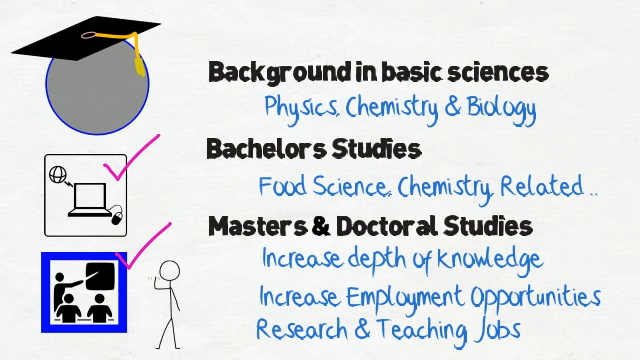 Background in basic sciences
Physics, Chemistry & Biology
Bachelors Studies
Food Science, Chemistry, Related ..
Masters & Doctoral Studies
Increase depth of knowledge
Increase Employment Opportunities
Research & Teaching Jobs